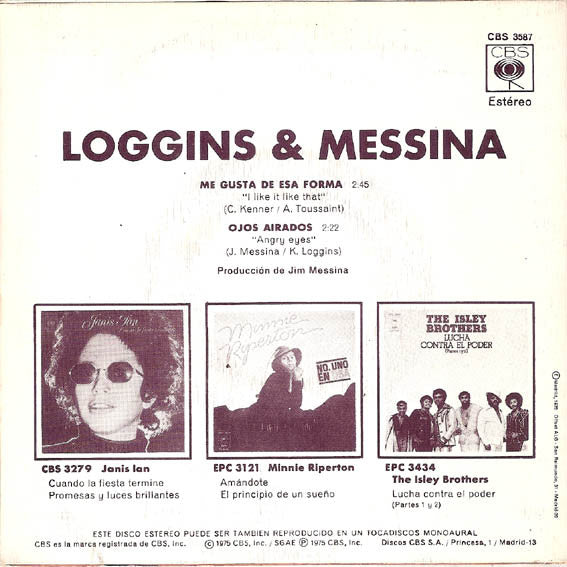 CBS 3587
CBS
Estéreo
LOGGINS & MESSINA
ME GUSTA DE ESA FORMA 2:45
"I like it like that"
(C. Kenner / A. Toussaint)
OJOS AIRADOS 2:22
"Angry eyes"
(J. Messina / K. Loggins)
Producción de Jim Messina
Janis Ian
Minnie Riperton
NO. UNO
EN USA
THE ISLEY
BROTHERS
LUCHA
CONTRA EL PODER
(Partes 1 y 2)
CBS 3279 Janis Ian
Cuando la fiesta termine
Promesas y luces brillantes
EPC 3121 Minnie Riperton
Amándote
El principio de un sueño
EPC 3434
The Isley Brothers
Lucha contra el poder
(Partes 1 y 2)
ESTE DISCO ESTEREO PUEDE SER TAMBIEN REPRODUCIDO EN UN TOCADISCOS MONOAURAL
CBS es la marca registrada de CBS, Inc. Ⓒ 1975 CBS, Inc. / SGAE Ⓟ 1975 CBS, Inc. Discos CBS S.A. / Princesa, 1 / Madrid-13